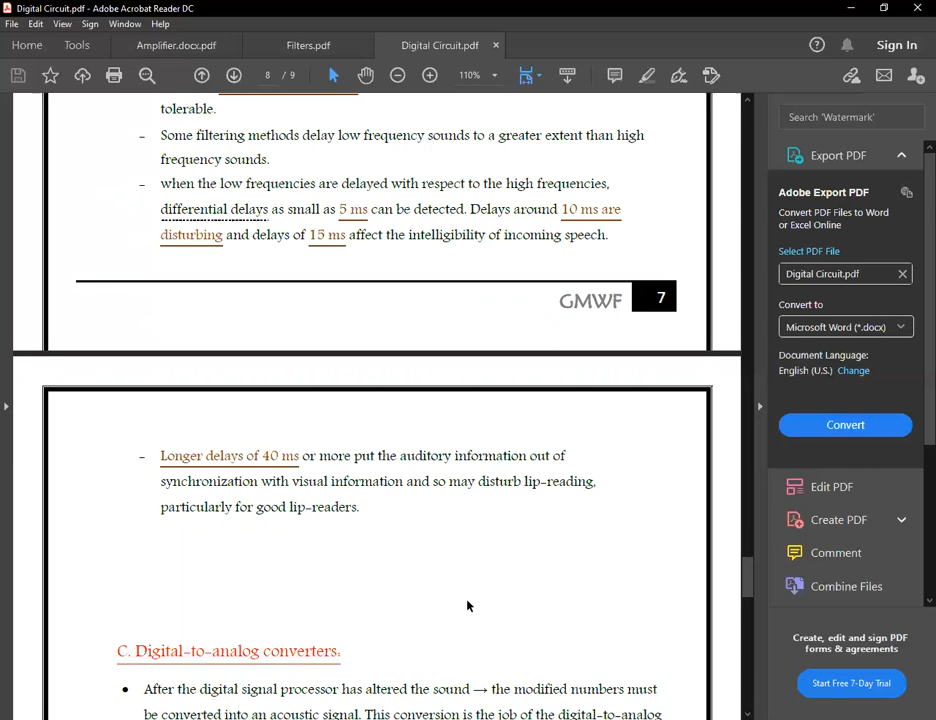 Digital Circuit.pdf - Adobe Acrobat Reader DC
File Edit View Sign Window Help
Home Tools Amplifier.docx.pdf Filters.pdf Digital Circuit.pdf × Sign In
8 / 9 110%
tolerable.
- Some filtering methods delay low frequency sounds to a greater extent than high
frequency sounds.
- when the low frequencies are delayed with respect to the high frequencies,
differential delays as small as 5 ms can be detected. Delays around 10 ms are
disturbing and delays of 15 ms affect the intelligibility of incoming speech.
GMWF 7
- Longer delays of 40 ms or more put the auditory information out of
synchronization with visual information and so may disturb lip-reading,
particularly for good lip-readers.
C. Digital-to-analog converters:
• After the digital signal processor has altered the sound → the modified numbers must
be converted into an acoustic signal. This conversion is the job of the digital-to-analog
Search 'Watermark'
Export PDF
Adobe Export PDF
Convert PDF Files to Word
or Excel Online
Select PDF File
Digital Circuit.pdf
Convert to
Microsoft Word (*.docx)
Document Language:
English (U.S.) Change
Convert
Edit PDF
Create PDF
Comment
Combine Files
Create, edit and sign PDF
forms & agreements
Start Free 7-Day Trial